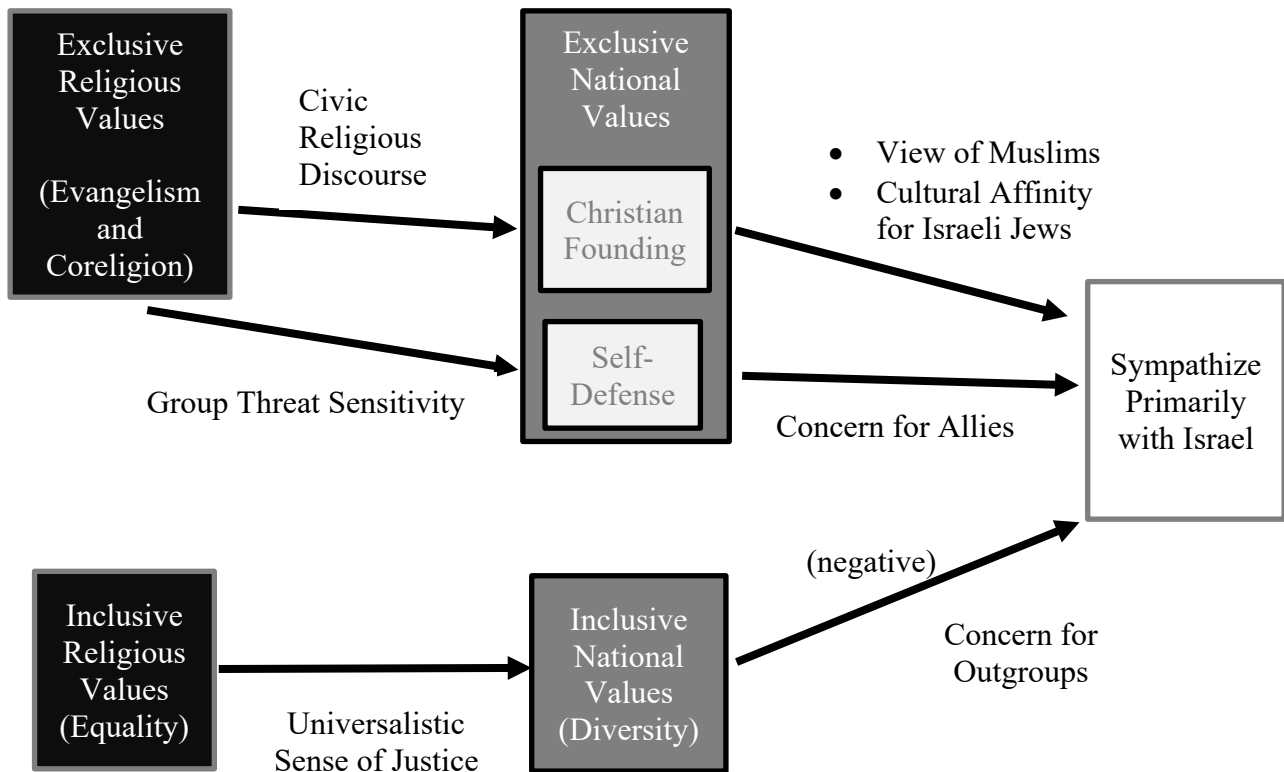 Exclusive
Religious
Values
(Evangelism
and
Coreligion)
Civic
Religious
Discourse
Exclusive
National
Values
Christian
Founding
Self-
Defense
• View of Muslims
• Cultural Affinity
for Israeli Jews
Group Threat Sensitivity
Concern for Allies
Sympathize
Primarily
with Israel
Inclusive
Religious
Values
(Equality)
Universalistic
Sense of Justice
Inclusive
National
Values
(Diversity)
(negative)
Concern for
Outgroups